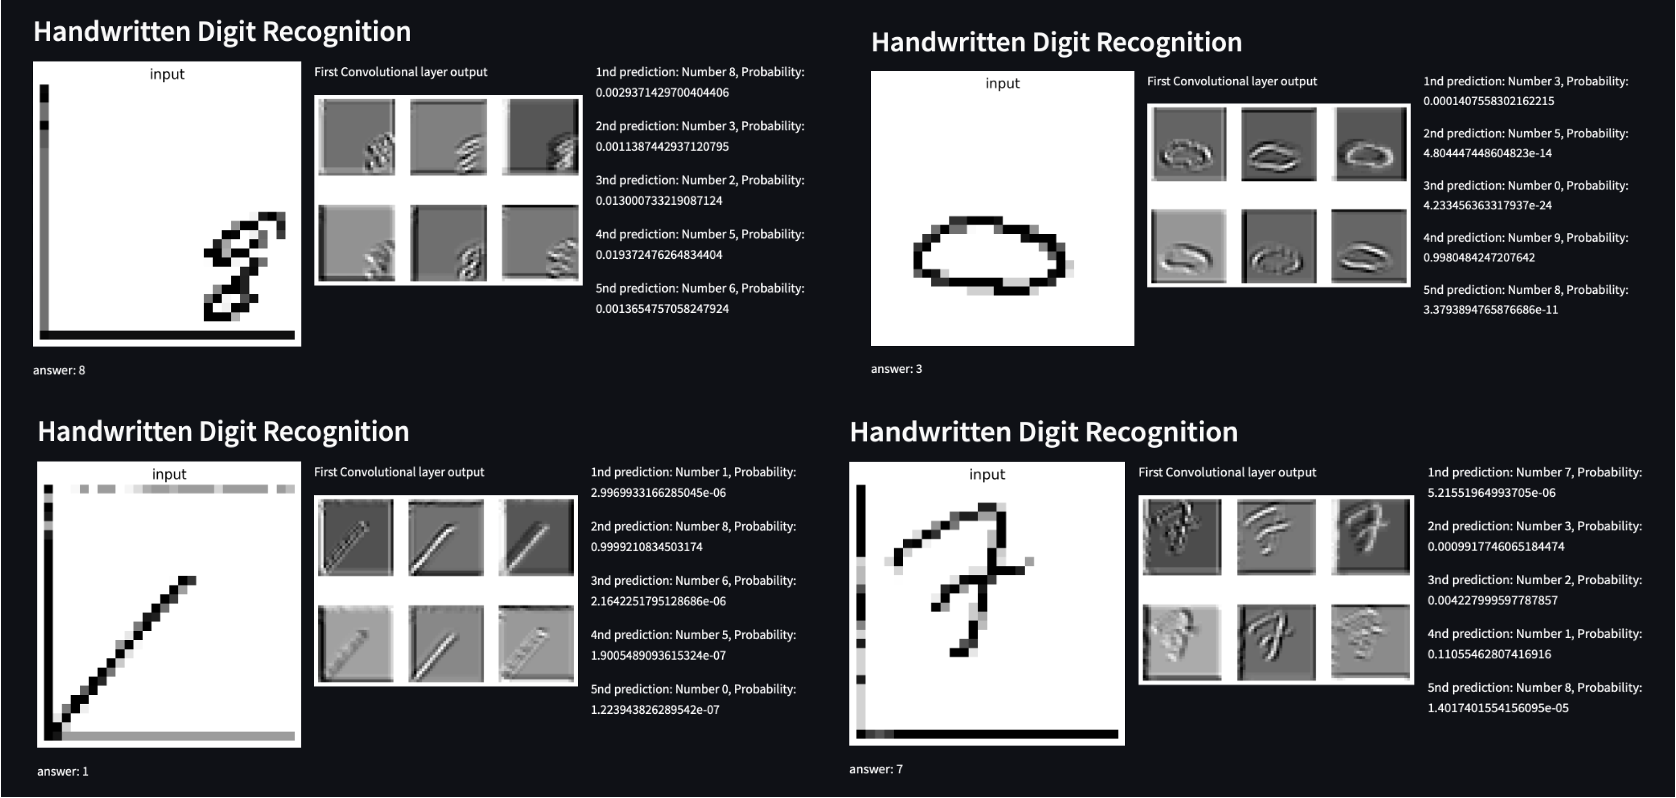 Handwritten Digit Recognition
input
First Convolutional layer output
1nd prediction: Number 8, Probability:
0.0029371429700404406
2nd prediction: Number 3, Probability:
0.0011387442937120795
3nd prediction: Number 2, Probability:
0.013000733219087124
4nd prediction: Number 5, Probability:
0.019372476264834404
5nd prediction: Number 6, Probability:
0.0013654757058247924
answer: 8
Handwritten Digit Recognition
input
First Convolutional layer output
1nd prediction: Number 3, Probability:
0.0001407558302162215
2nd prediction: Number 5, Probability:
4.804447448604823e-14
3nd prediction: Number 0, Probability:
4.233456363317937e-24
4nd prediction: Number 9, Probability:
0.9980484247207642
5nd prediction: Number 8, Probability:
3.3793894765876686e-11
answer: 3
Handwritten Digit Recognition
input
First Convolutional layer output
1nd prediction: Number 1, Probability:
2.9969933166285045e-06
2nd prediction: Number 8, Probability:
0.9999210834503174
3nd prediction: Number 6, Probability:
2.1642251795128686e-06
4nd prediction: Number 5, Probability:
1.9005489093615324e-07
5nd prediction: Number 0, Probability:
1.223943826289542e-07
answer: 1
Handwritten Digit Recognition
input
First Convolutional layer output
1nd prediction: Number 7, Probability:
5.21551964993705e-06
2nd prediction: Number 3, Probability:
0.0009917746065184474
3nd prediction: Number 2, Probability:
0.004227999597787857
4nd prediction: Number 1, Probability:
0.11055462807416916
5nd prediction: Number 8, Probability:
1.4017401554156095e-05
answer: 7